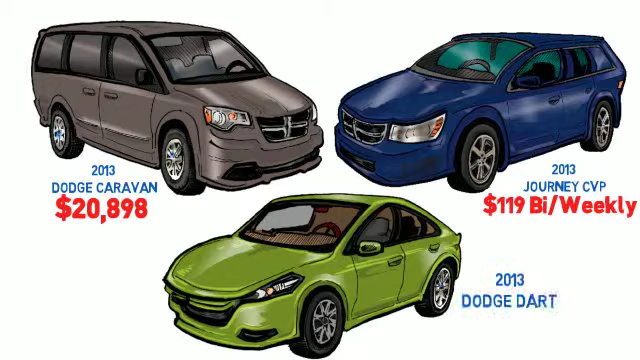 2013
DODGE CARAVAN
$20,898
2013
JOURNEY CVP
$119 Bi/Weekly
2013
DODGE DART